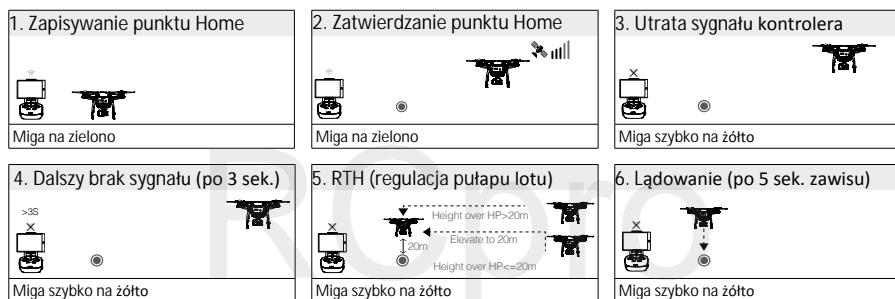 1. Zapisywanie punktu Home
Miga na zielono
2. Zatwierdzanie punktu Home
Miga na zielono
3. Utrata sygnału kontrolera
Miga szybko na żółto
4. Dalszy brak sygnału (po 3 sek.)
>3S
Miga szybko na żółto
5. RTH (regulacja pułapu lotu)
Height over HP>20m
Elevate to 20m
20m
Height over HP<=20m
Miga szybko na żółto
6. Lądowanie (po 5 sek. zawisu)
Miga szybko na żółto
RCpro